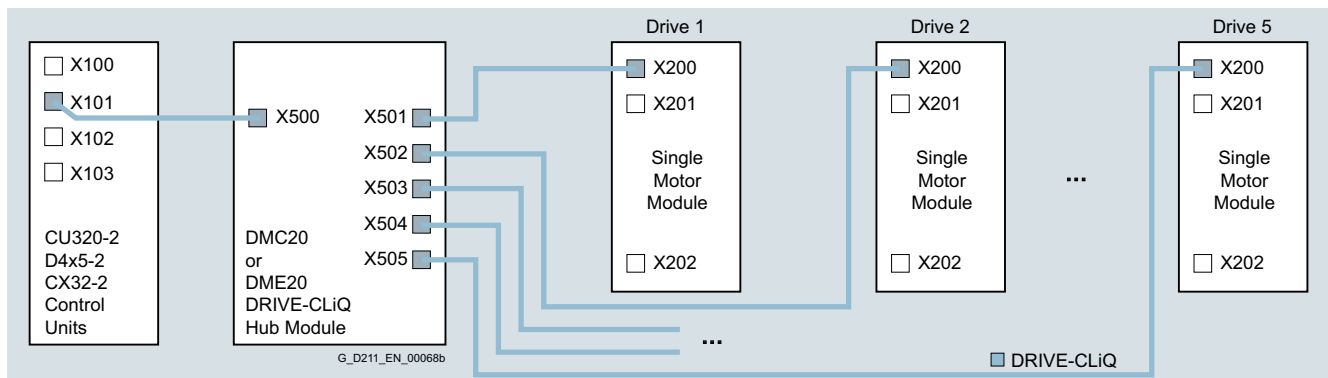 Drive 1
Drive 2
Drive 5
X100
X101
X102
X103
CU320-2
D4x5-2
CX32-2
Control
Units
X500
X501
X502
X503
X504
X505
DMC20
or
DME20
DRIVE-CLiQ
Hub Module
X200
X201
Single
Motor
Module
X202
X200
X201
Single
Motor
Module
X202
...
X200
X201
Single
Motor
Module
X202
...
G_D211_EN_00068b
DRIVE-CLiQ